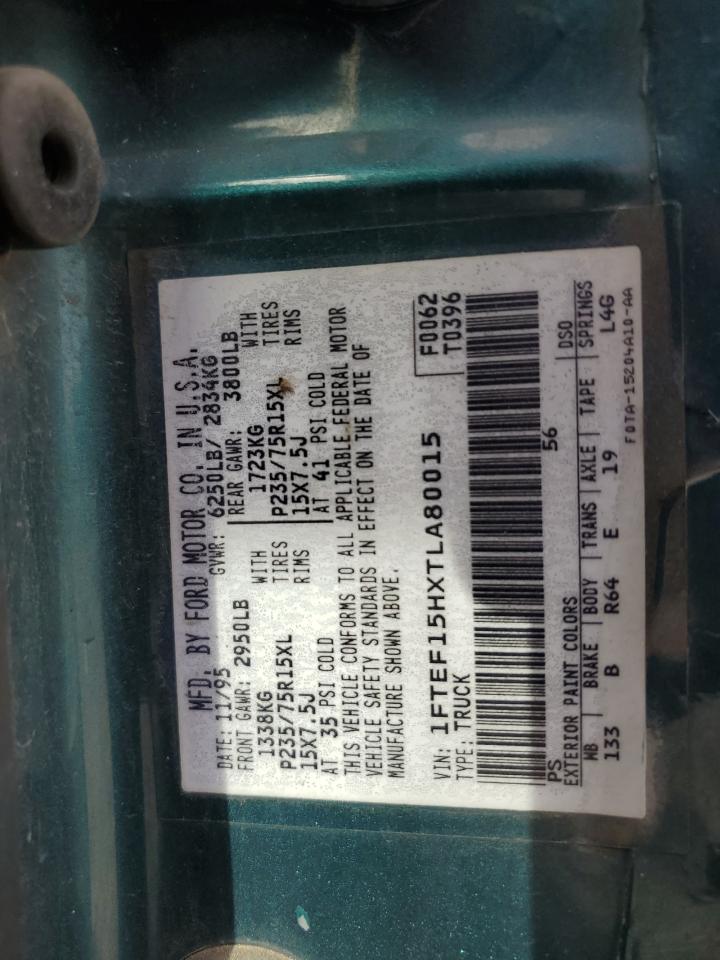 MFD. BY FORD MOTOR CO. IN U.S.A.
DATE: 11/95 GVWR: 6250LB/ 2834KG
FRONT GAWR: 2950LB REAR GAWR: 3800LB
1338KG WITH 1723KG WITH
P235/75R15XL TIRES P235/75R15XL TIRES
15X7.5J RIMS 15X7.5J RIMS
AT 35 PSI COLD AT 41 PSI COLD
THIS VEHICLE CONFORMS TO ALL APPLICABLE FEDERAL MOTOR
VEHICLE SAFETY STANDARDS IN EFFECT ON THE DATE OF
MANUFACTURE SHOWN ABOVE.
VIN: 1FTEF15HXTLA80015 F0062
TYPE: TRUCK T0396
PS 56
EXTERIOR PAINT COLORS DSO
WB BRAKE BODY TRANS AXLE TAPE SPRINGS
133 B R64 E 19 L4G
F0TA-15204A10-AA